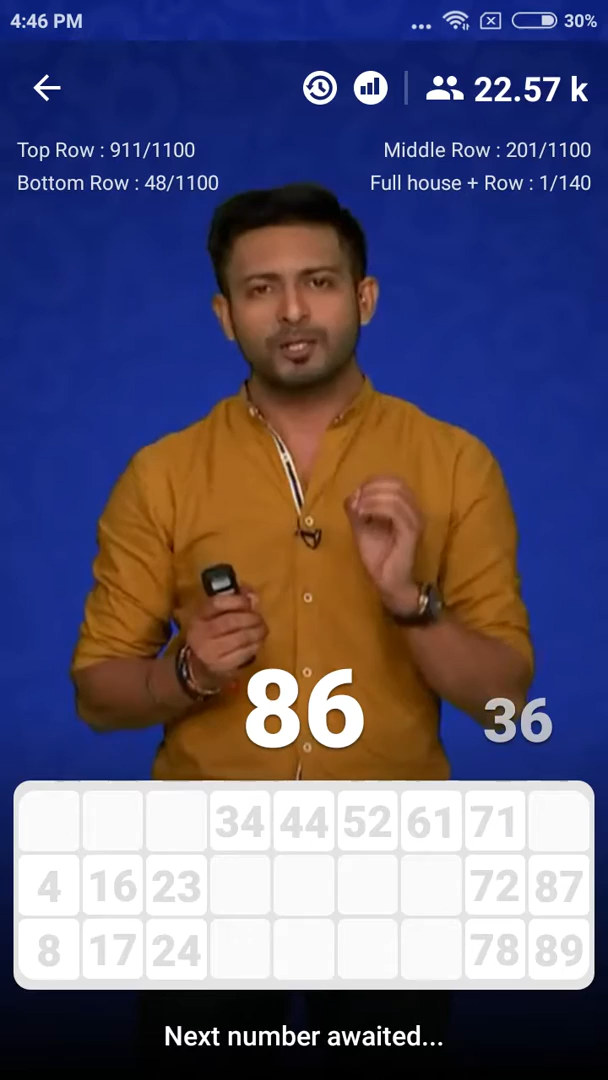 4:46 PM ... 30%
22.57 k
Top Row : 911/1100 Middle Row : 201/1100
Bottom Row : 48/1100 Full house + Row : 1/140
86 36
34 44 52 61 71
4 16 23 72 87
8 17 24 78 89
Next number awaited...